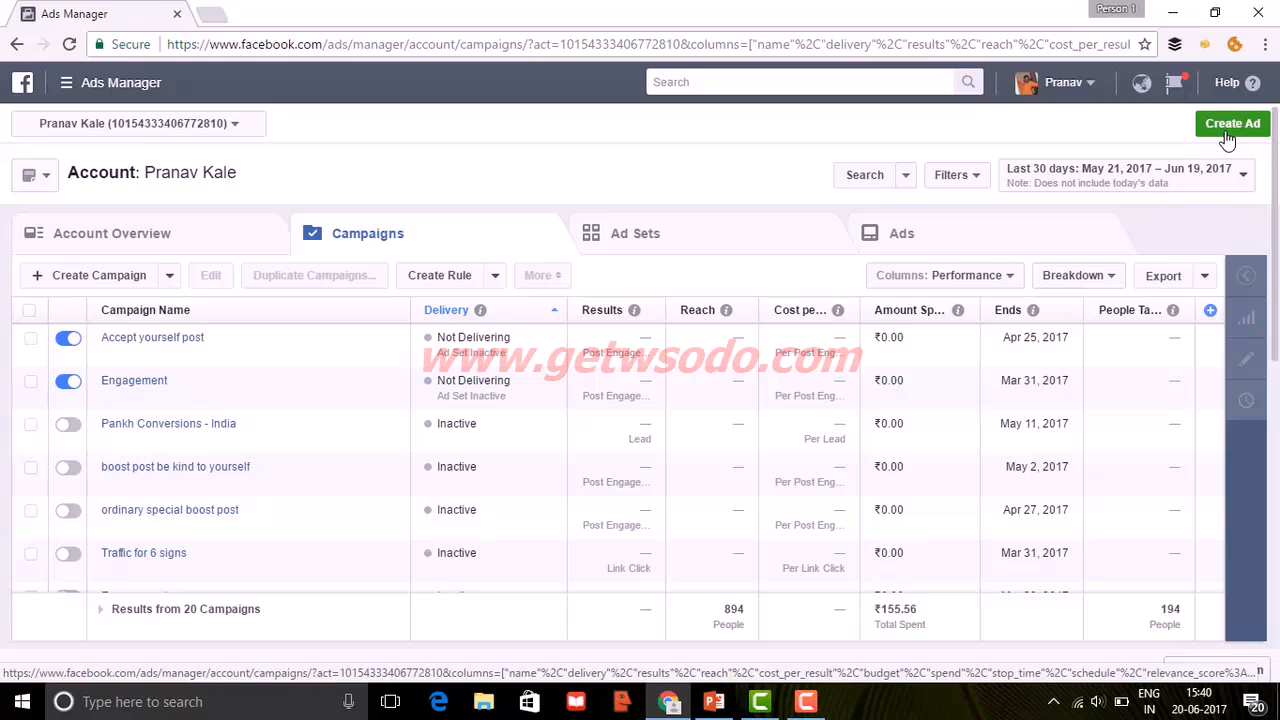 Ads Manager
Person 1
Secure
https://www.facebook.com/ads/manager/account/campaigns/?act=10154333406772810&columns=["name"%2C"delivery"%2C"results"%2C"reach"%2C"cost_per_resul
Ads Manager
Search
Pranav
Help
Pranav Kale (10154333406772810)
Create Ad
Account: Pranav Kale
Search
Filters
Last 30 days: May 21, 2017 – Jun 19, 2017
Note: Does not include today's data
Account Overview
Campaigns
Ad Sets
Ads
+ Create Campaign
Edit
Duplicate Campaigns...
Create Rule
More
Columns: Performance
Breakdown
Export
Campaign Name Delivery Results Reach Cost pe... Amount Sp... Ends People Ta...
Accept yourself post Not Delivering — — — ₹0.00 Apr 25, 2017 —
Ad Set Inactive Post Engage... Per Post Eng...
www.getwsodo.com
Engagement Not Delivering — — — ₹0.00 Mar 31, 2017 —
Ad Set Inactive Post Engage... Per Post Eng...
Pankh Conversions - India Inactive — — — ₹0.00 May 11, 2017 —
Lead Per Lead
boost post be kind to yourself Inactive — — — ₹0.00 May 2, 2017 —
Post Engage... Per Post Eng...
ordinary special boost post Inactive — — — ₹0.00 Apr 27, 2017 —
Post Engage... Per Post Eng...
Traffic for 6 signs Inactive — — — ₹0.00 Mar 31, 2017 —
Link Click Per Link Click
Results from 20 Campaigns — 894 — ₹155.56 194
People Total Spent People
https://www.facebook.com/ads/manager/account/campaigns/?act=10154333406772810&columns=["name"%2C"delivery"%2C"results"%2C"reach"%2C"cost_per_result"%2C"budget"%2C"spend"%2C"stop_time"%2C"schedule"%2C"relevance_score%3A...
Type here to search
ENG
IN
15:40
20-06-2017
20